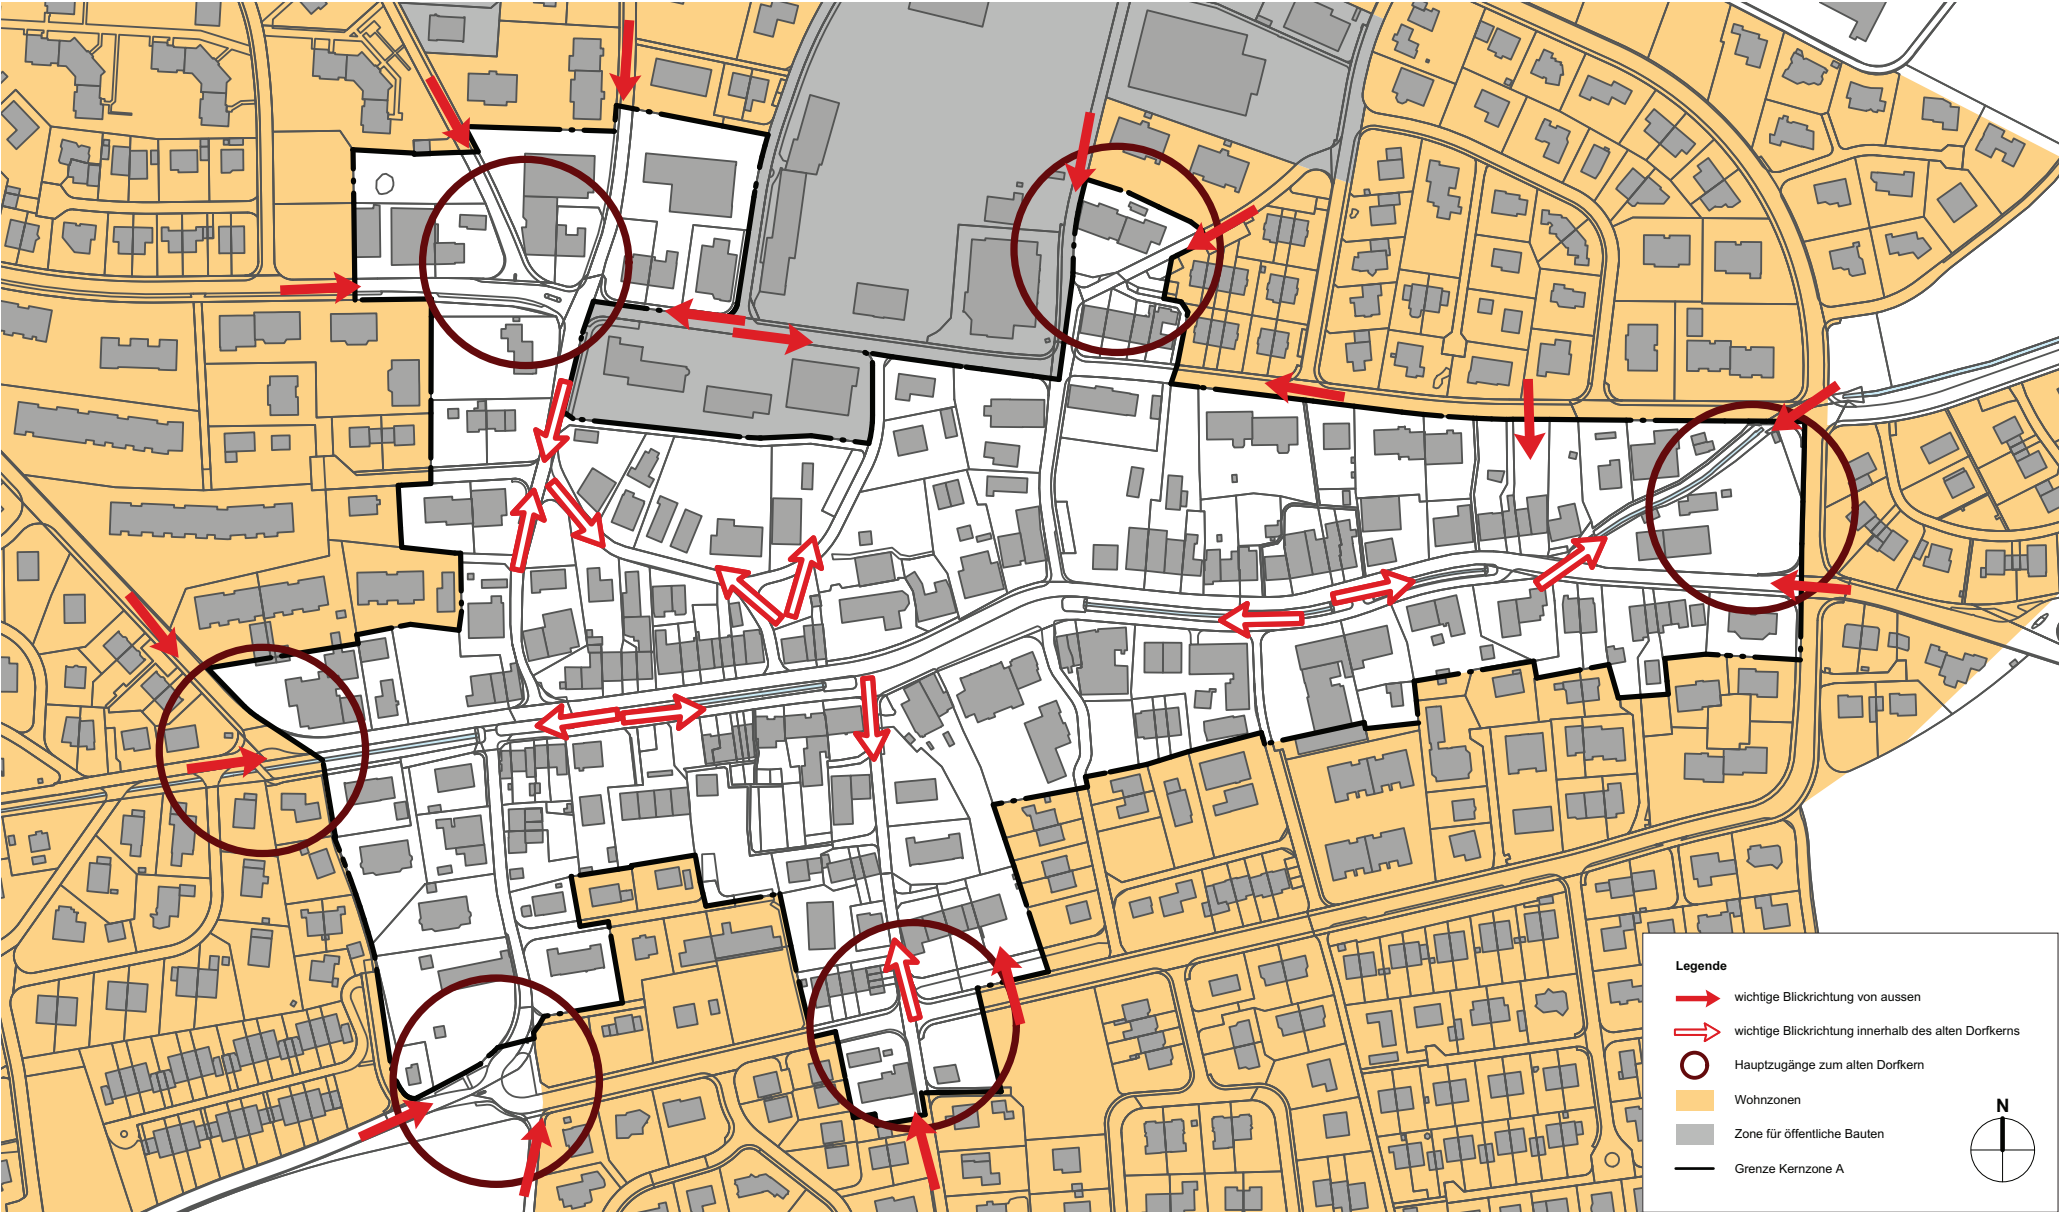 Legende
wichtige Blickrichtung von aussen
wichtige Blickrichtung innerhalb des alten Dorfkerns
Hauptzugänge zum alten Dorfkern
Wohnzonen
Zone für öffentliche Bauten
Grenze Kernzone A
N